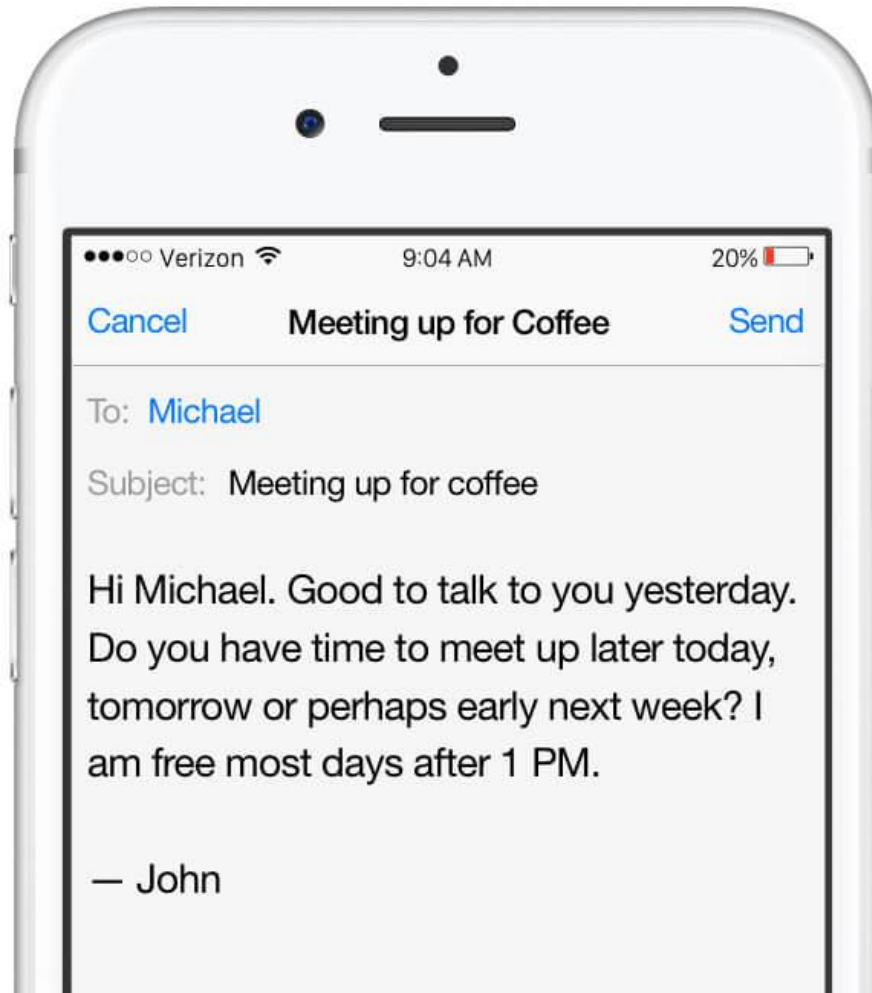 Verizon 9:04 AM 20%
Cancel Meeting up for Coffee Send
To: Michael
Subject: Meeting up for coffee
Hi Michael. Good to talk to you yesterday.
Do you have time to meet up later today,
tomorrow or perhaps early next week? I
am free most days after 1 PM.
— John